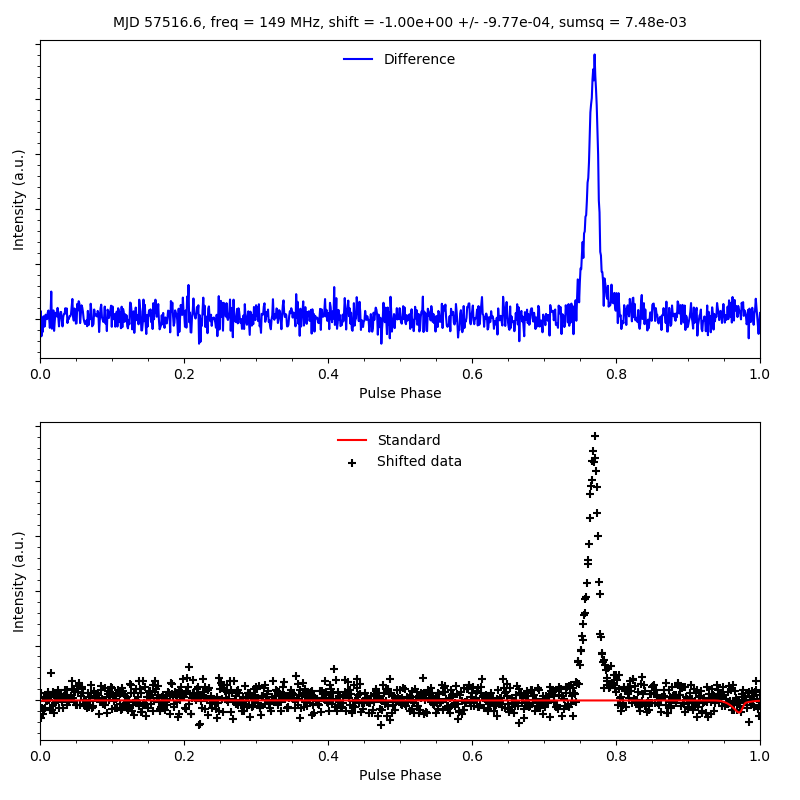 MJD 57516.6, freq = 149 MHz, shift = -1.00e+00 +/- -9.77e-04, sumsq = 7.48e-03
Difference
Intensity (a.u.)
0.0 0.2 0.4 0.6 0.8 1.0
Pulse Phase
Standard
Shifted data
Intensity (a.u.)
0.0 0.2 0.4 0.6 0.8 1.0
Pulse Phase